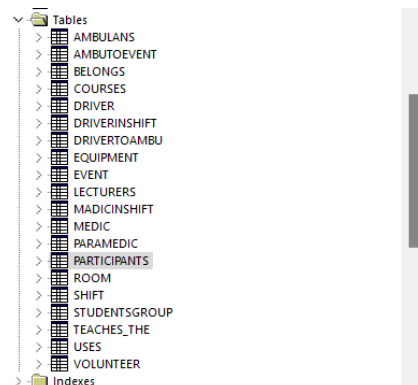 Tables
AMBULANS
AMBUTOEVENT
BELONGS
COURSES
DRIVER
DRIVERINSHIFT
DRIVERTOAMBU
EQUIPMENT
EVENT
LECTURERS
MADICINSHIFT
MEDIC
PARAMEDIC
PARTICIPANTS
ROOM
SHIFT
STUDENTSGROUP
TEACHES_THE
USES
VOLUNTEER
Indexes